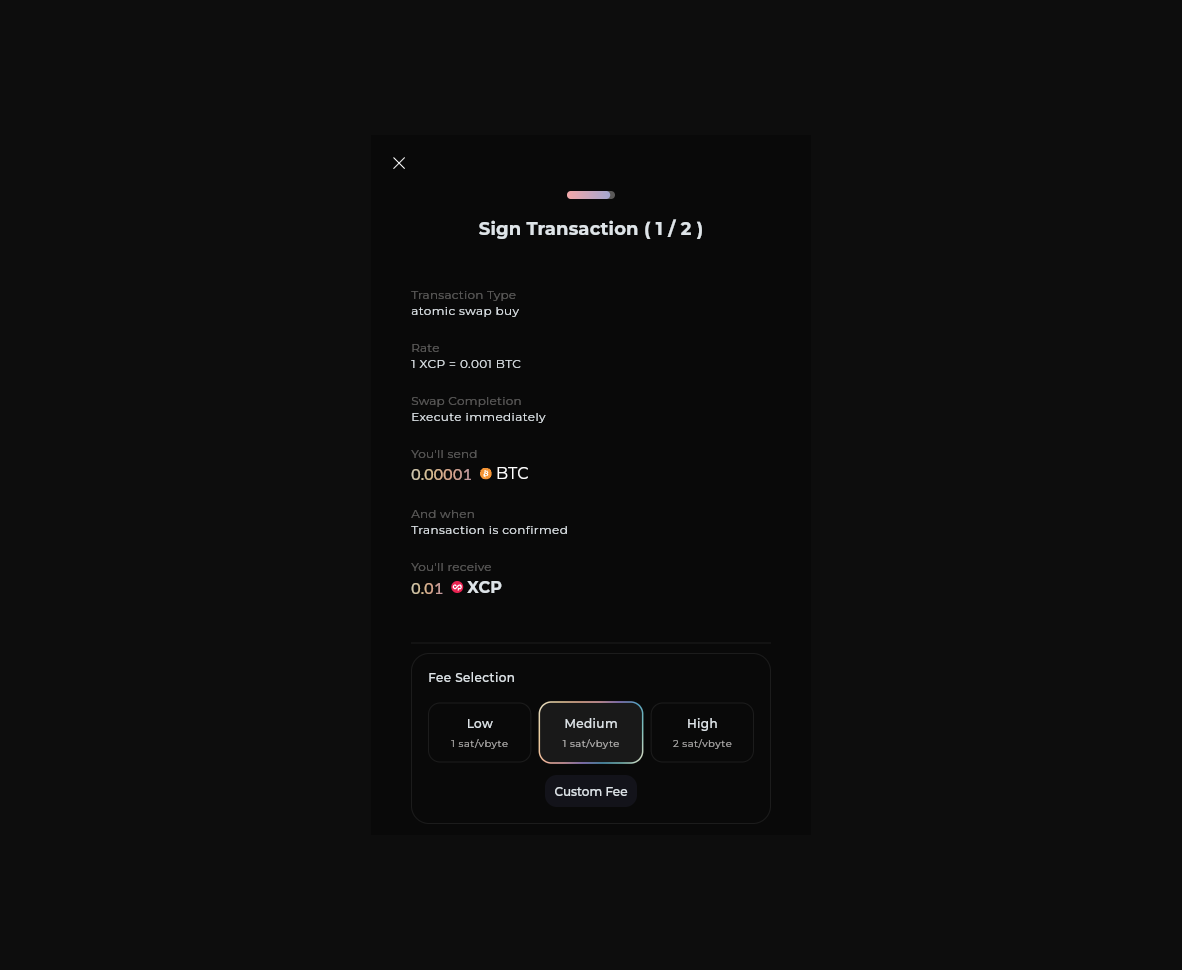 Sign Transaction ( 1 / 2 )
Transaction Type
atomic swap buy
Rate
1 XCP = 0.001 BTC
Swap Completion
Execute immediately
You'll send
0.00001 BTC
And when
Transaction is confirmed
You'll receive
0.01 XCP
Fee Selection
Low Medium High
1 sat/vbyte 1 sat/vbyte 2 sat/vbyte
Custom Fee